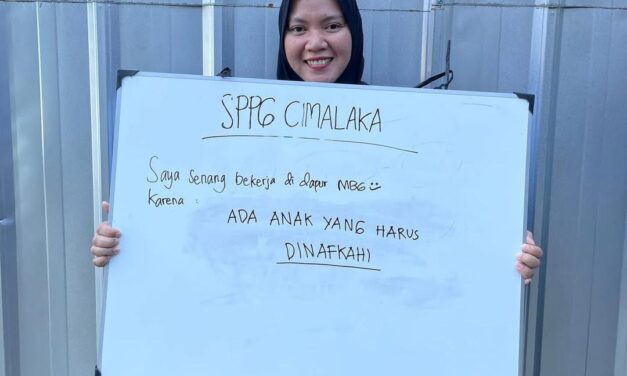 SPPG CIMALAKA
Saya Senang bekerja di dapur MBG
Karena :
ADA ANAK YANG HARUS
DINAFKAHI